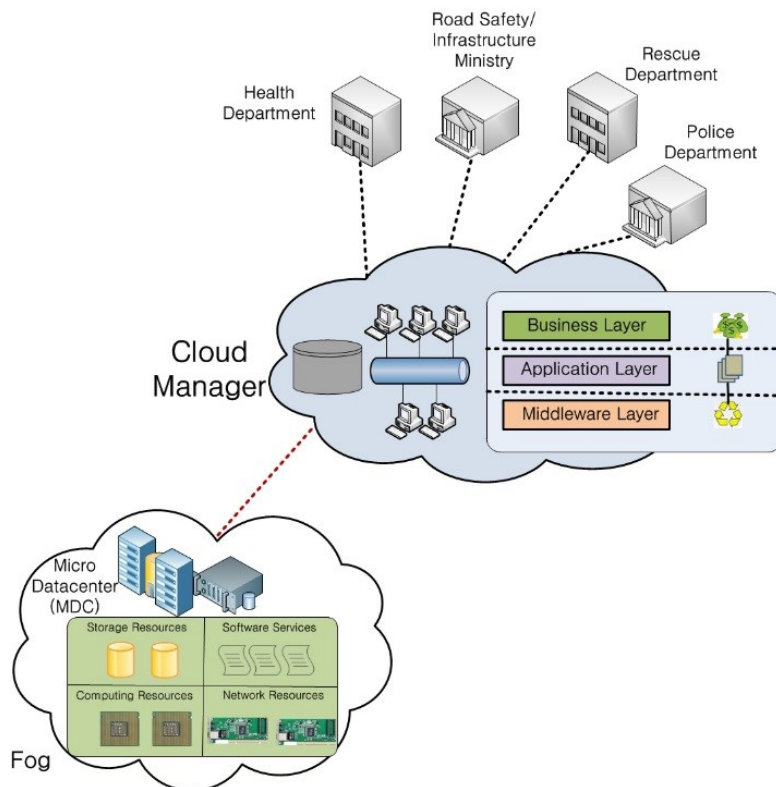 Road Safety/
Infrastructure
Ministry
Rescue
Department
Health
Department
Police
Department
Cloud
Manager
Business Layer
Application Layer
Middleware Layer
Micro
Datacenter
(MDC)
Storage Resources
Software Services
Computing Resources
Network Resources
Fog